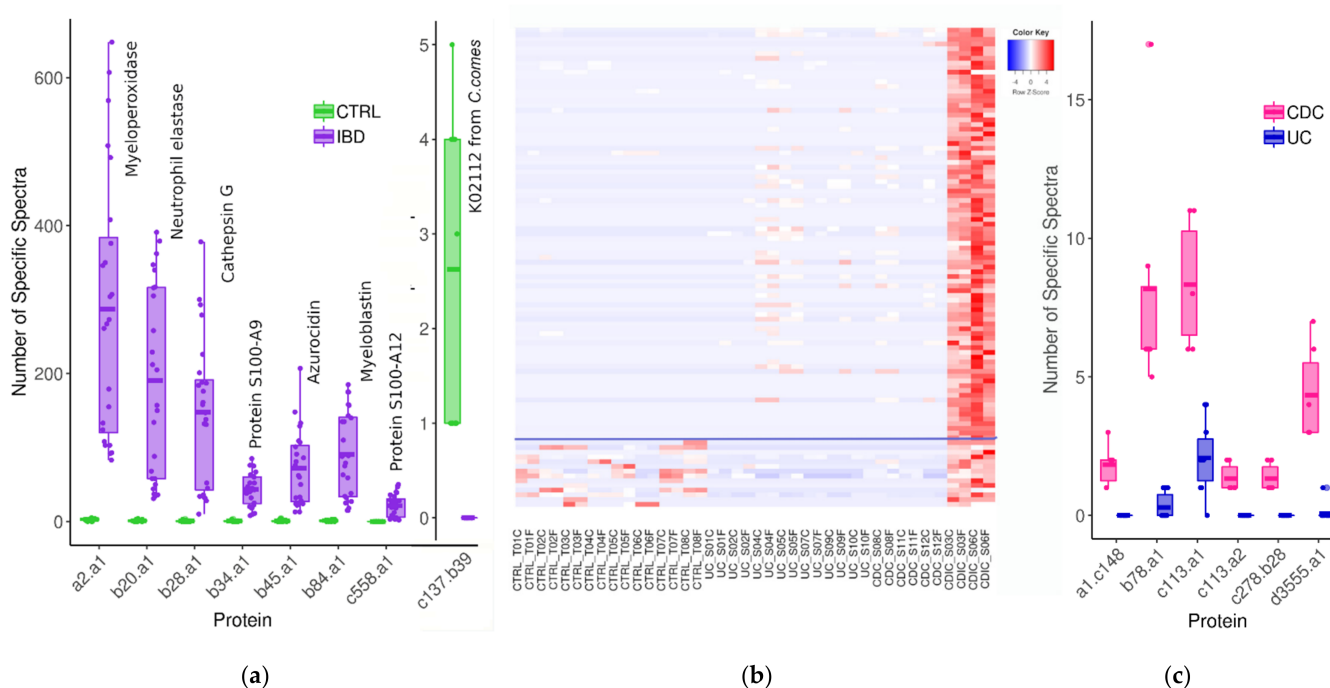 600
400
200
0
Number of Specific Spectra
Myeloperoxidase
Neutrophil elastase
Cathepsin G
Protein S100-A9
Azurocidin
Myeloblastin
Protein S100-A12
CTRL
IBD
a2.a1
b20.a1
b28.a1
b34.a1
b45.a1
b84.a1
c558.a1
Protein
5
4
3
2
1
0
K02112 from C.comes
c137.b39
(a)
Color Key
-4 0 4
Row Z-Score
CTRL_T01C
CTRL_T01F
CTRL_T02C
CTRL_T02F
CTRL_T03C
CTRL_T03F
CTRL_T04C
CTRL_T04F
CTRL_T05C
CTRL_T05F
CTRL_T06C
CTRL_T06F
CTRL_T07C
CTRL_T07F
CTRL_T08C
CTRL_T08F
UC_S01C
UC_S01F
UC_S02C
UC_S02F
UC_S04C
UC_S04F
UC_S05C
UC_S05F
UC_S07C
UC_S07F
UC_S09C
UC_S09F
UC_S10C
UC_S10F
CDC_S08C
CDC_S08F
CDC_S11C
CDC_S11F
CDC_S12C
CDC_S12F
CDIC_S03C
CDIC_S03F
CDIC_S06C
CDIC_S06F
(b)
15
10
5
0
Number of Specific Spectra
CDC
UC
a1.c148
b78.a1
c113.a1
c113.a2
c278.b28
d3555.a1
Protein
(c)